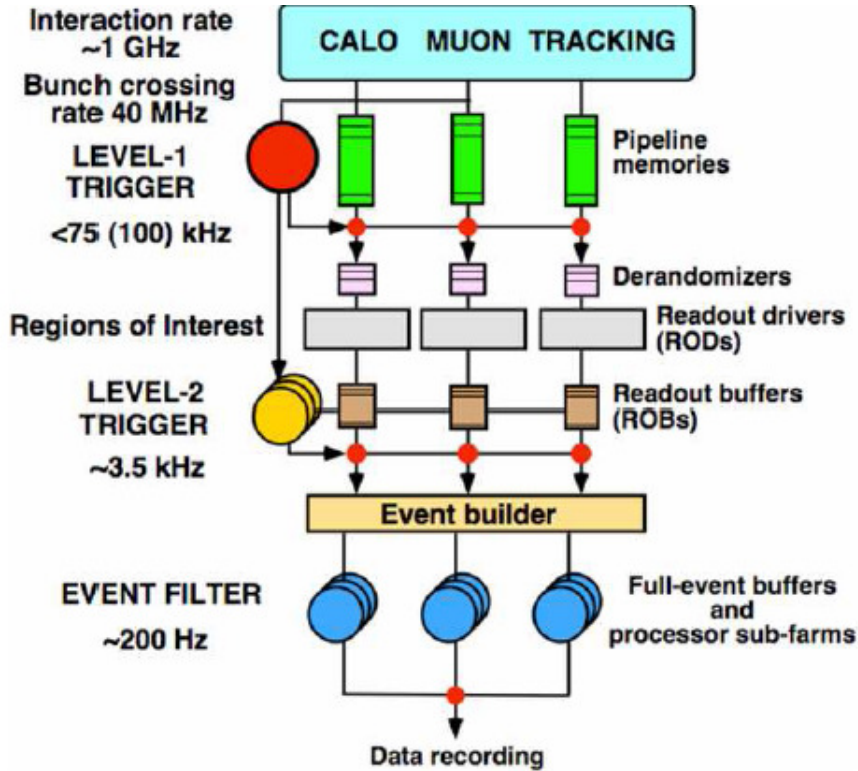 Interaction rate
~1 GHz
CALO MUON TRACKING
Bunch crossing
rate 40 MHz
LEVEL-1
TRIGGER
<75 (100) kHz
Pipeline
memories
Derandomizers
Regions of Interest
Readout drivers
(RODs)
LEVEL-2
TRIGGER
~3.5 kHz
Readout buffers
(ROBs)
Event builder
EVENT FILTER
~200 Hz
Full-event buffers
and
processor sub-farms
Data recording